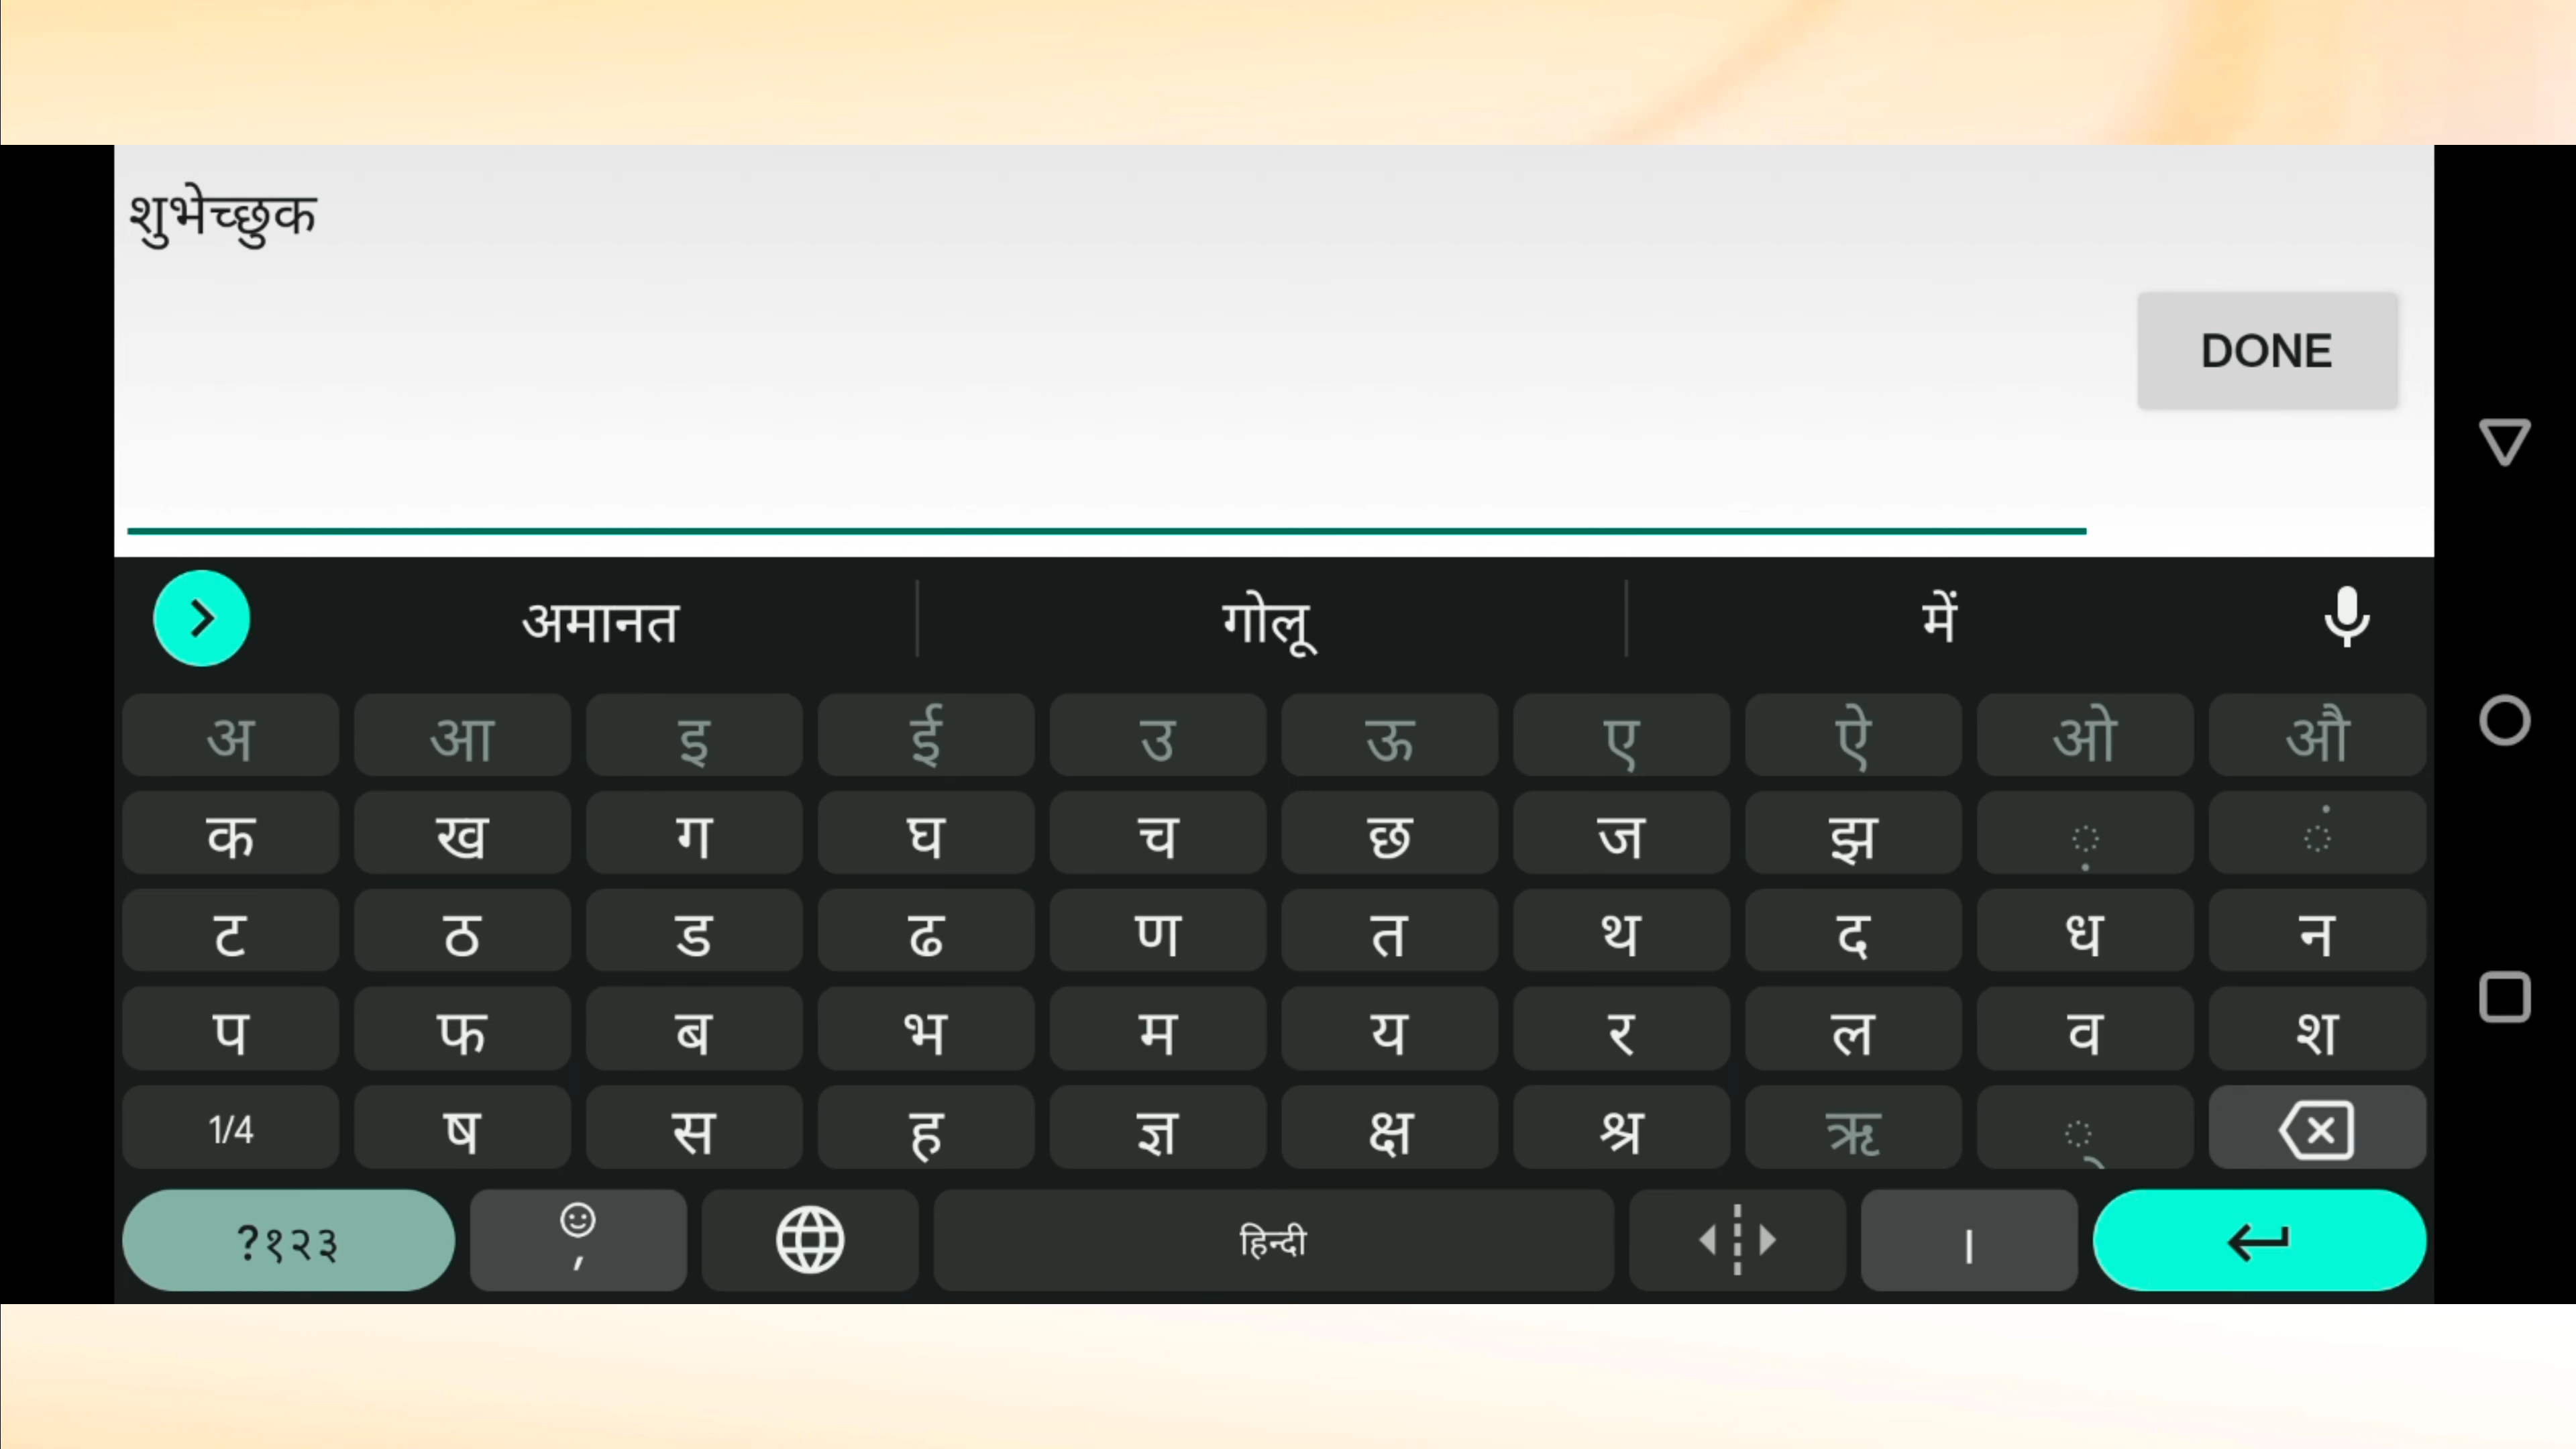 शुभेच्छुक
DONE
अमानत गोलू में
अ आ इ ई उ ऊ ए ऐ ओ औ
क ख ग घ च छ ज झ ़ ं
ट ठ ड ढ ण त थ द ध न
प फ ब भ म य र ल व श
1/4 ष स ह ज्ञ क्ष श्र ऋ ्
?१२३ , हिन्दी ।